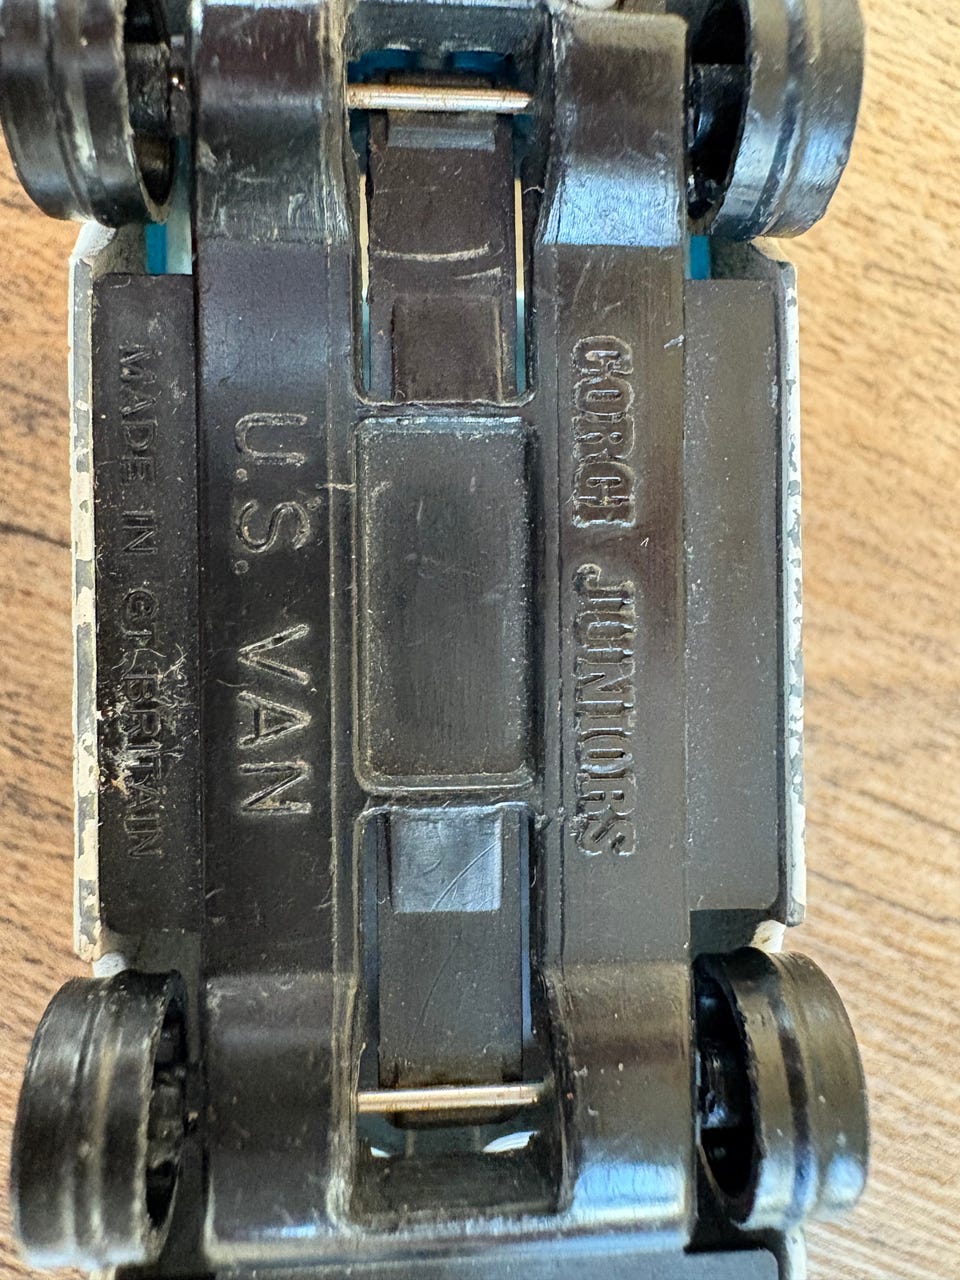 CORGI JUNIORS
U.S. VAN
MADE IN GT. BRITAIN